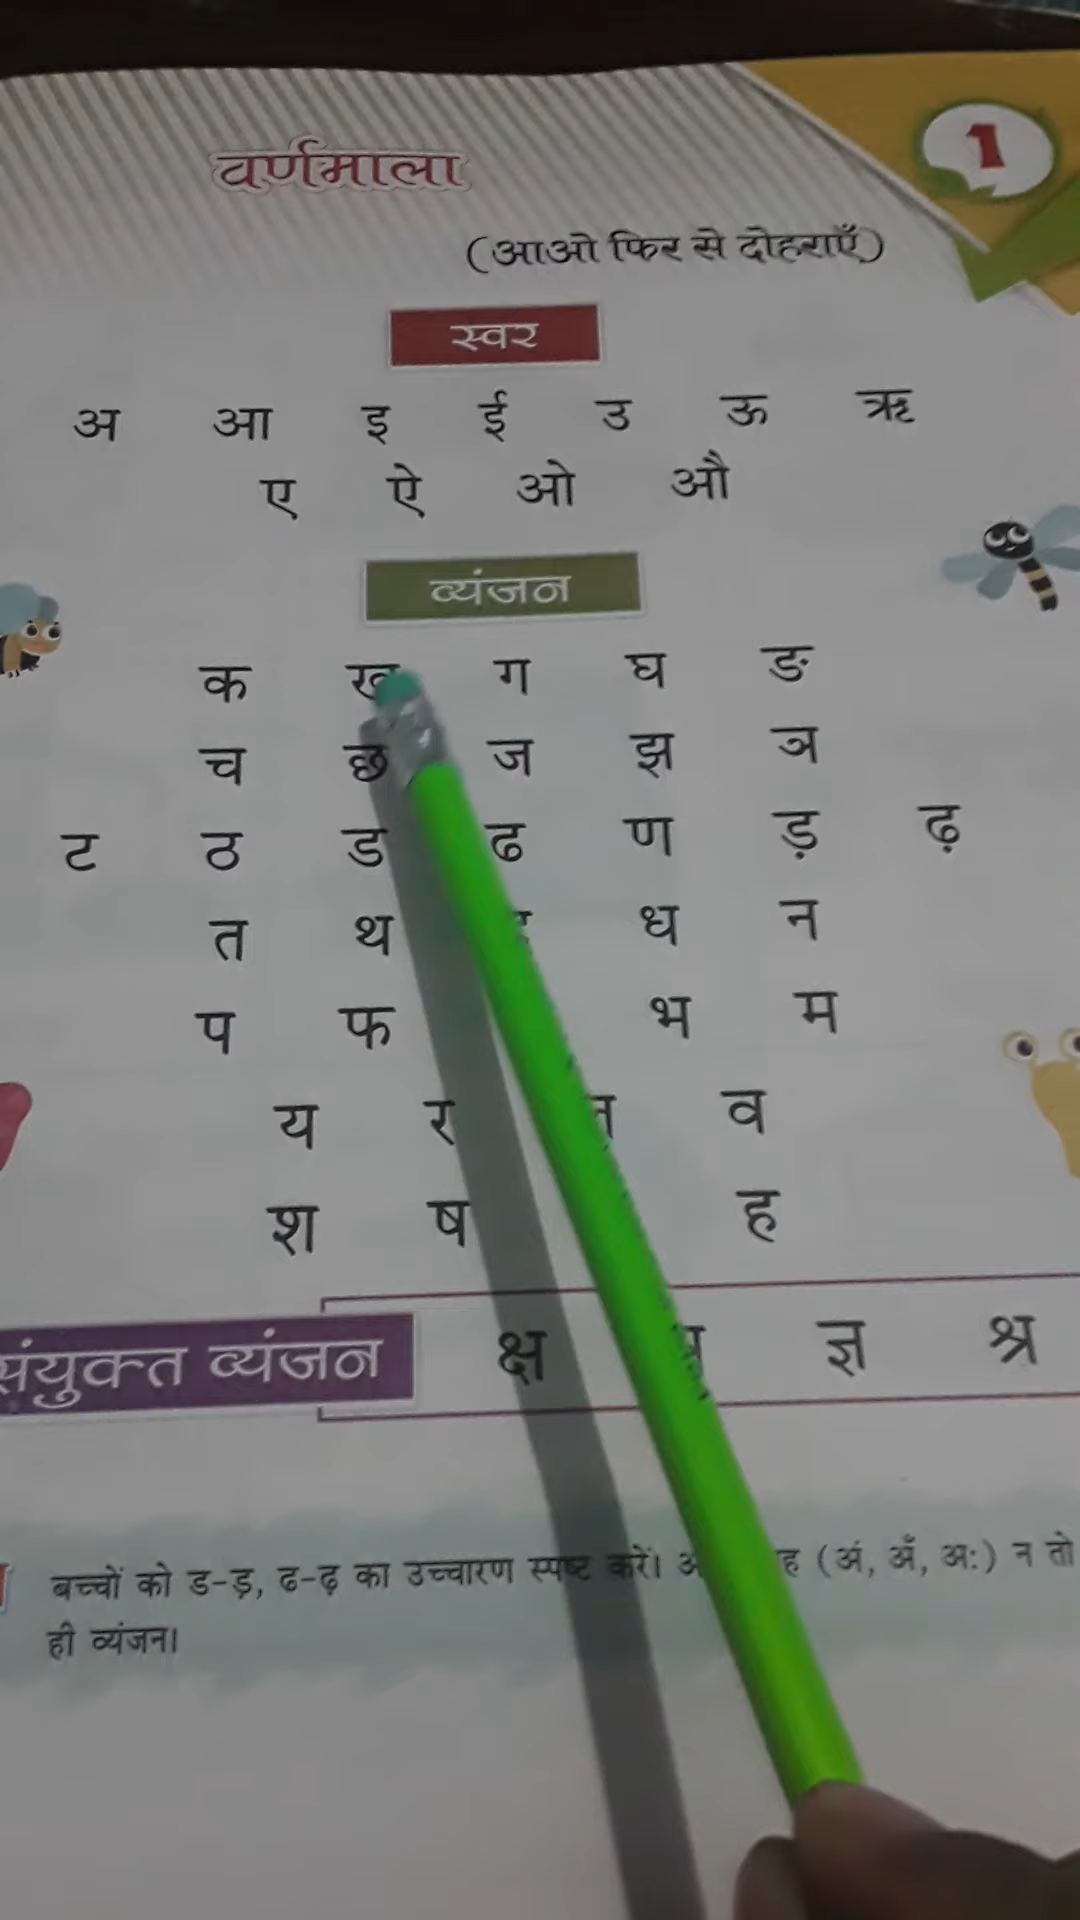 1
वर्णमाला
(आओ फिर से दोहराएँ)
स्वर
अ आ इ ई उ ऊ ऋ
ए ऐ ओ औ
व्यंजन
क ख ग घ ङ
च छ ज झ ञ
ट ठ ड ढ ण ड़ ढ़
त थ ध न
प फ भ म
य र व
श ष ह
संयुक्त व्यंजन क्ष ज्ञ श्र
बच्चों को ड-ड़, ढ-ढ़ का उच्चारण स्पष्ट करें। (अं, अँ, अ:) न तो
ही व्यंजन।